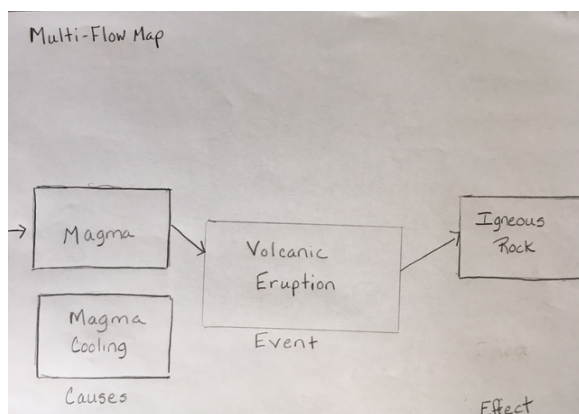 Multi-Flow Map
Magma
Volcanic
Eruption
Igneous
Rock
Magma
Cooling
Event
Causes
Effect